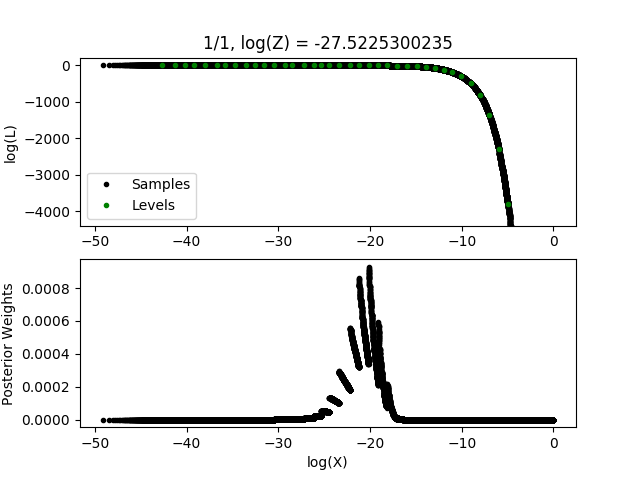 1/1, log(Z) = -27.5225300235
0
−1000
−2000
−3000
−4000
log(L)
Samples
Levels
−50 −40 −30 −20 −10 0
0.0008
0.0006
0.0004
0.0002
0.0000
Posterior Weights
−50 −40 −30 −20 −10 0
log(X)